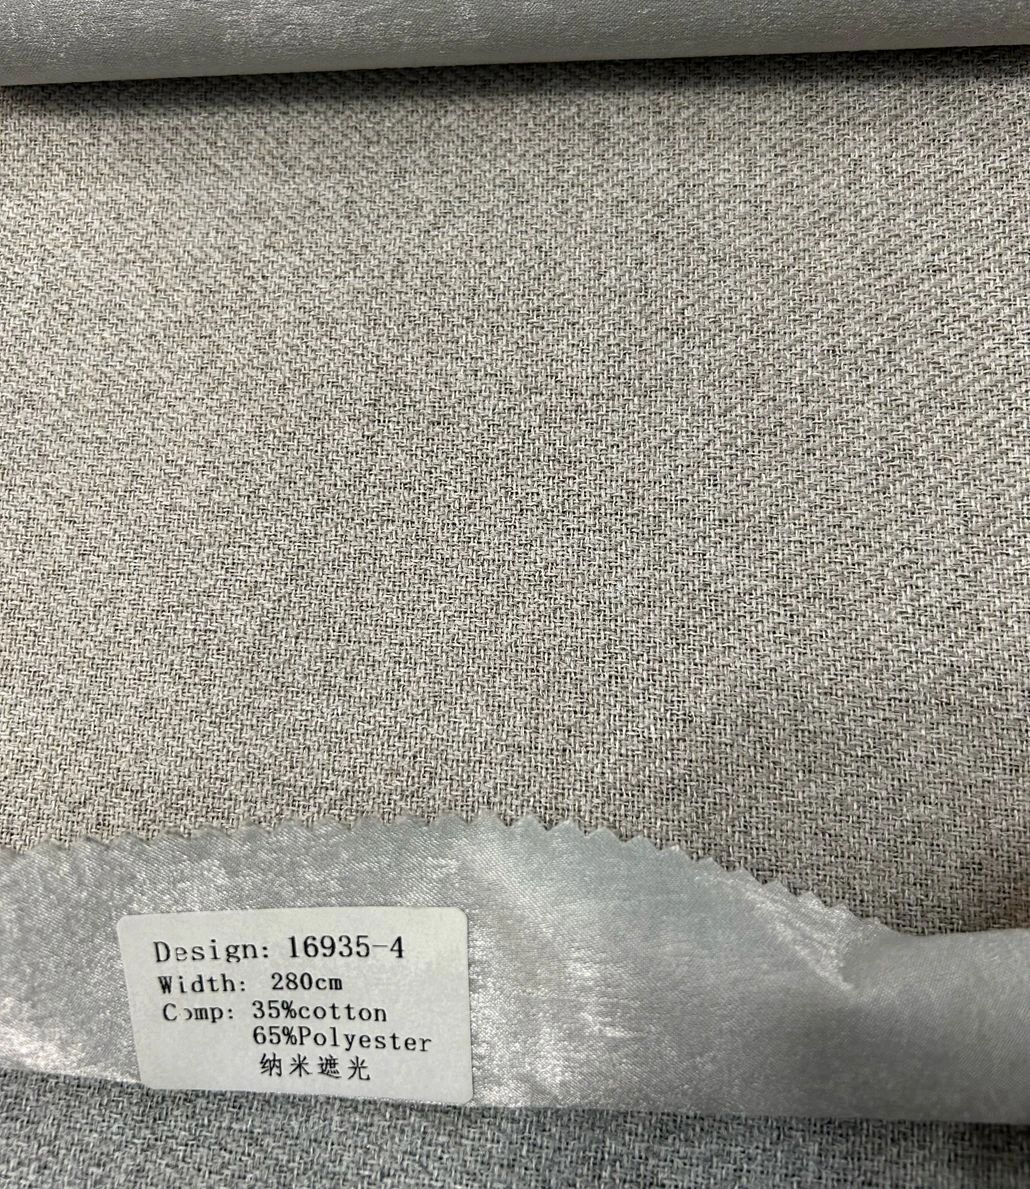 Design: 16935-4
Width: 280cm
Comp: 35%cotton
65%Polyester
纳米遮光